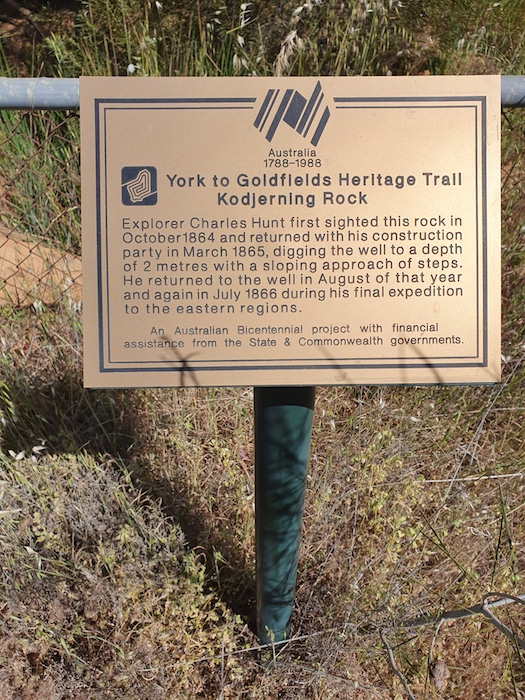 Australia
1788-1988
York to Goldfields Heritage Trail
Kodjerning Rock
Explorer Charles Hunt first sighted this rock in
October1864 and returned with his construction
party in March 1865, digging the well to a depth
of 2 metres with a sloping approach of steps.
He returned to the well in August of that year
and again in July 1866 during his final expedition
to the eastern regions.
An Australian Bicentennial project with financial
assistance from the State & Commonwealth governments.